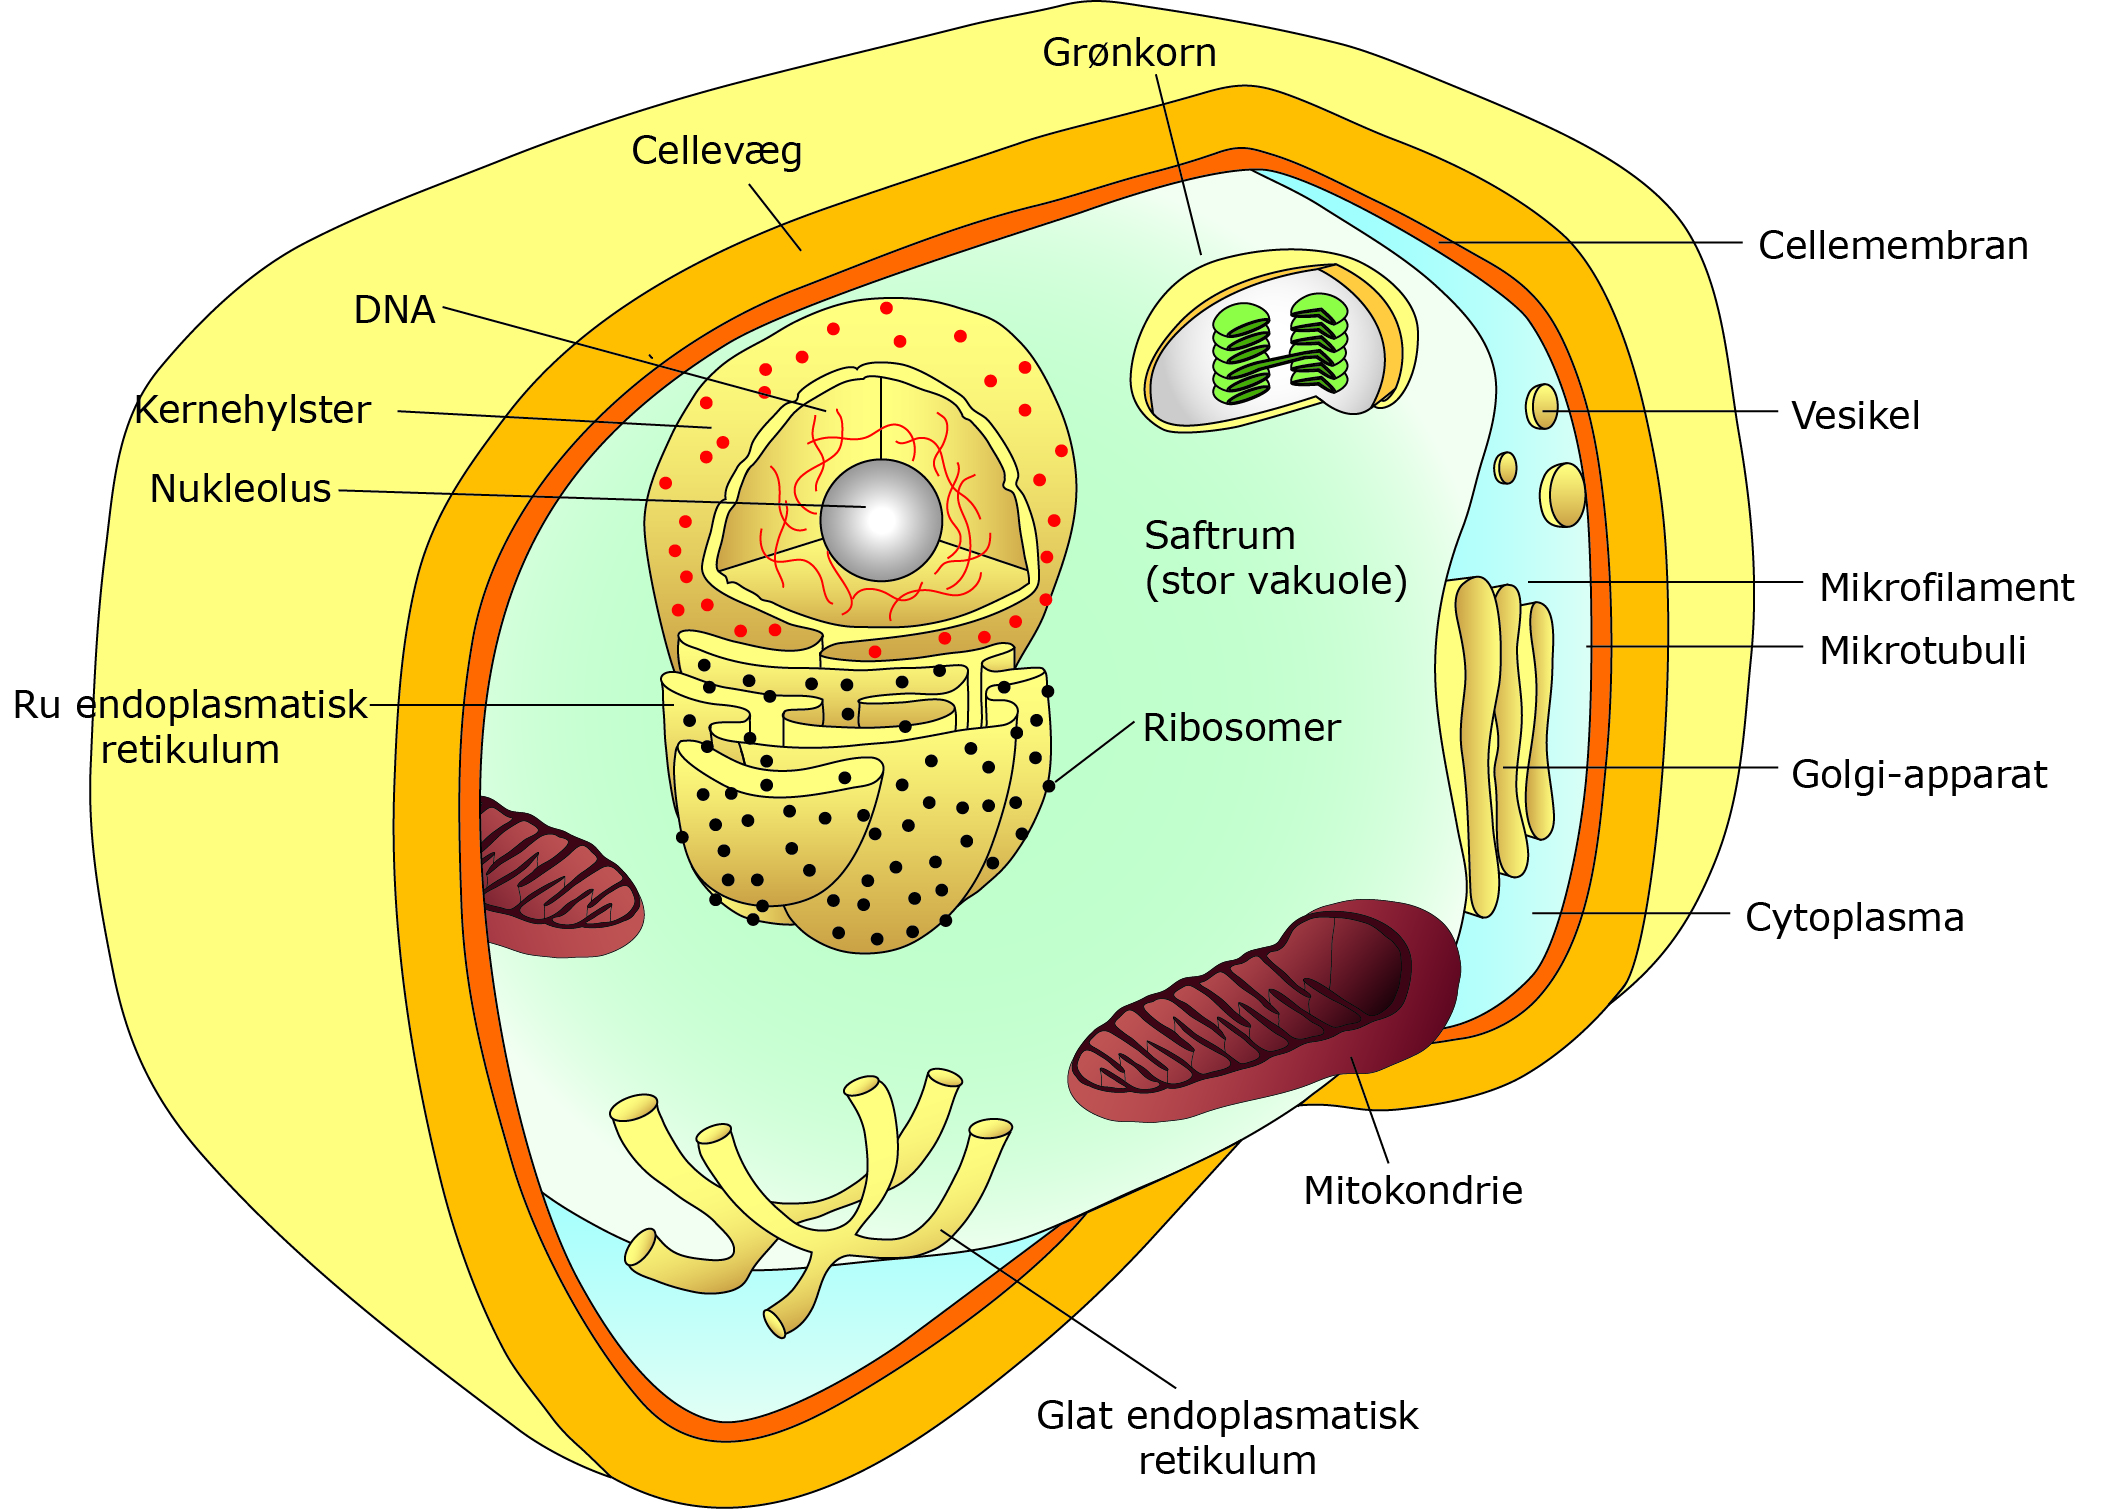 Grønkorn
Cellevæg
Cellemembran
DNA
Kernehylster
Vesikel
Nukleolus
Saftrum
(stor vakuole)
Mikrofilament
Mikrotubuli
Ru endoplasmatisk
retikulum
Ribosomer
Golgi-apparat
Cytoplasma
Mitokondrie
Glat endoplasmatisk
retikulum